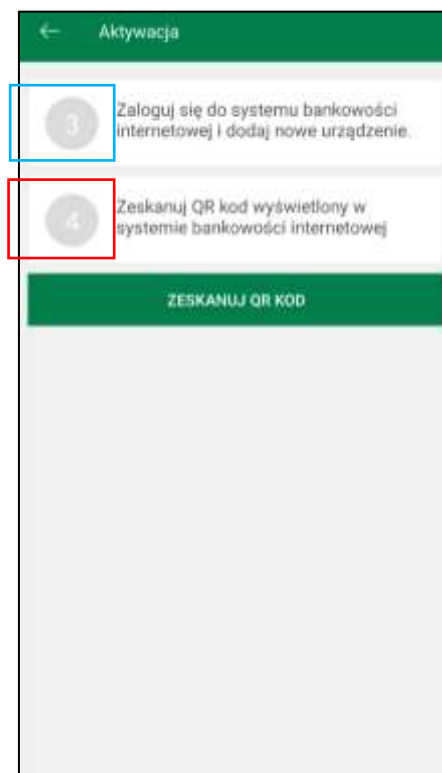 Aktywacja
3
Zaloguj się do systemu bankowości
internetowej i dodaj nowe urządzenie.
4
Zeskanuj QR kod wyświetlony w
systemie bankowości internetowej
ZESKANUJ QR KOD